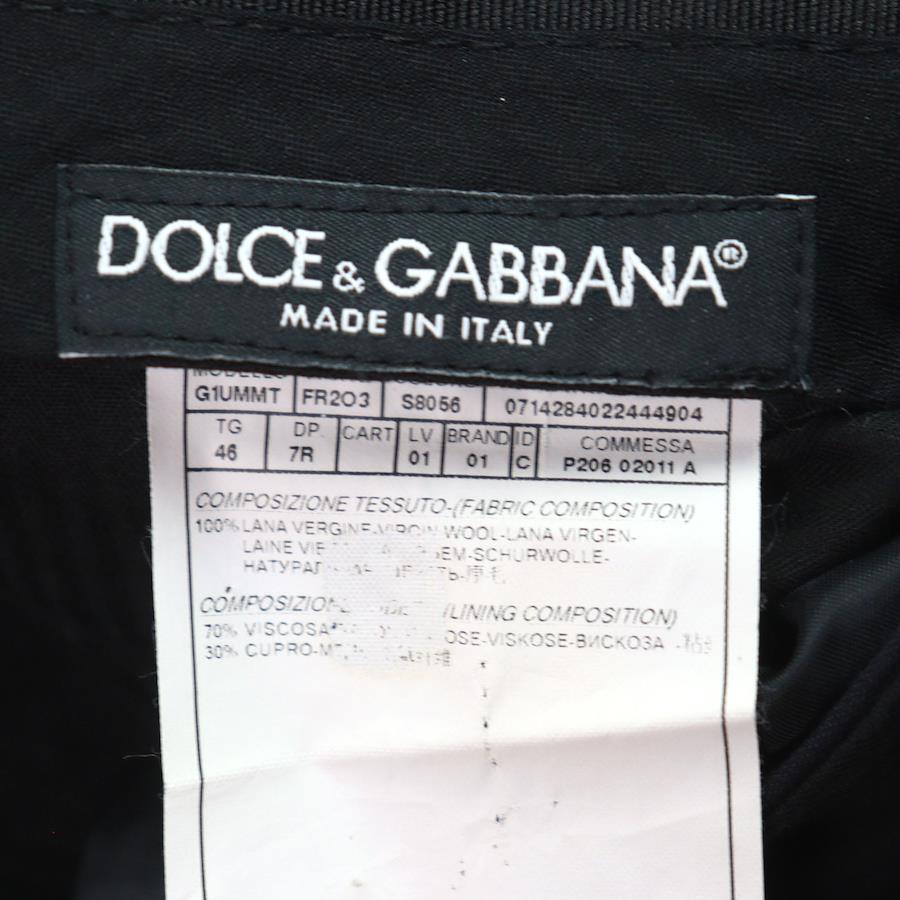 DOLCE & GABBANA®
MADE IN ITALY
G1UMMT FR2O3 S8056 0714284022444904
TG DP. CART LV BRAND ID COMMESSA
46 7R 01 01 C P206 02011 A
COMPOSIZIONE TESSUTO-(FABRIC COMPOSITION)
100% LANA VERGINE-VIRGIN WOOL-LANA VIRGEN-
LAINE SCHURWOLLE-
(LINING COMPOSITION)
70% VISCOSA VISKOSE-ВИСКОЗА
30% CUPRO